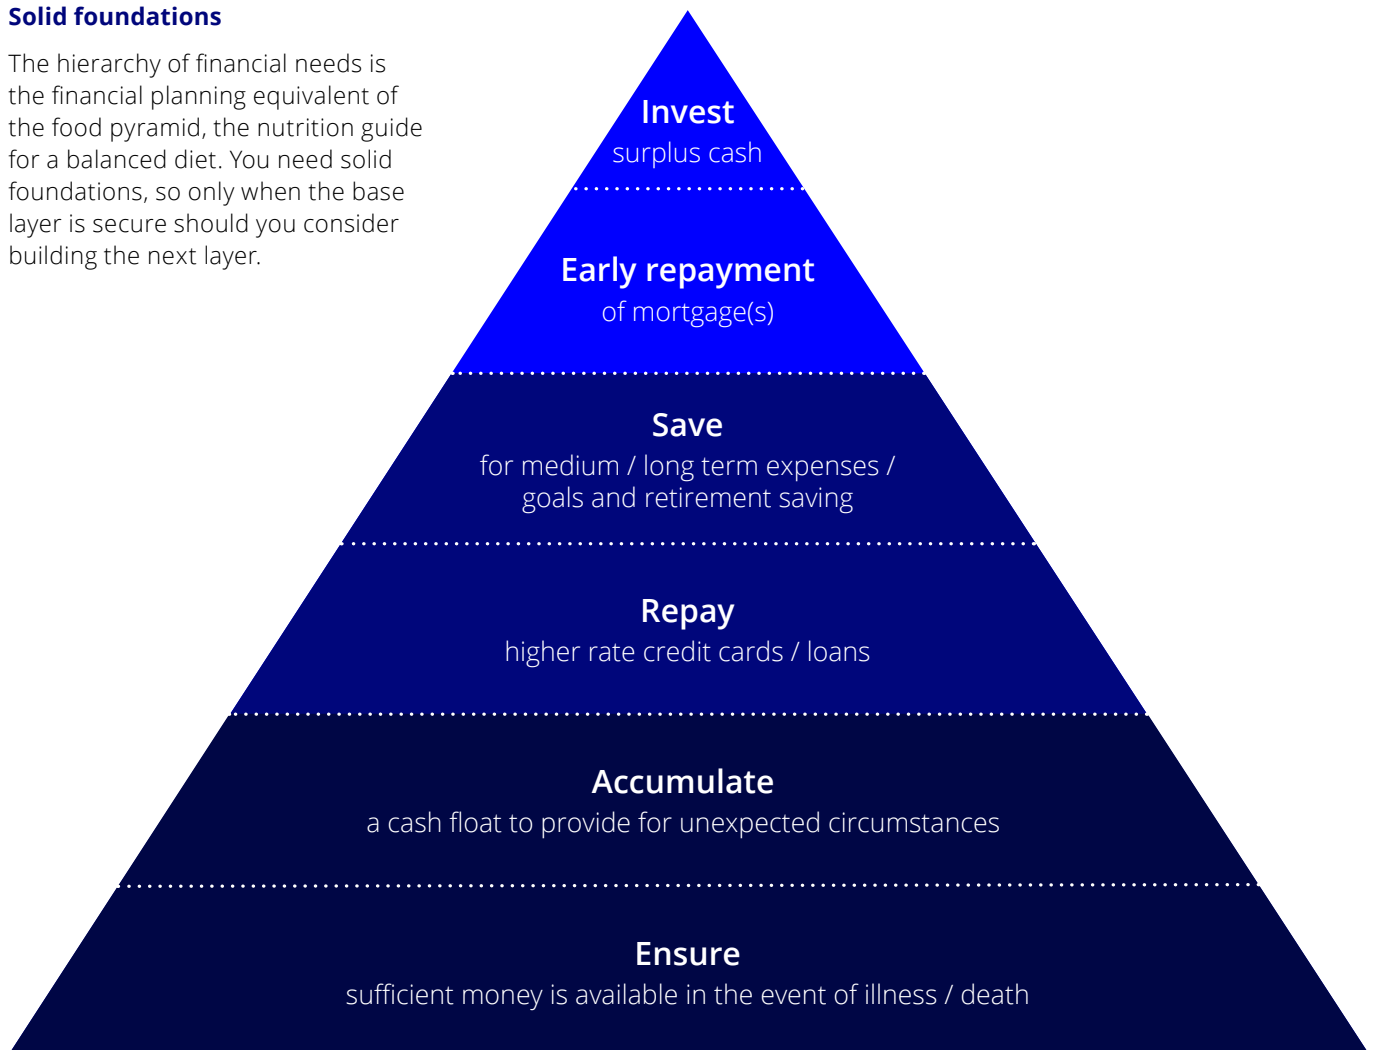 Solid foundations
The hierarchy of financial needs is
the financial planning equivalent of
the food pyramid, the nutrition guide
for a balanced diet. You need solid
foundations, so only when the base
layer is secure should you consider
building the next layer.
Invest
surplus cash
Early repayment
of mortgage(s)
Save
for medium / long term expenses /
goals and retirement saving
Repay
higher rate credit cards / loans
Accumulate
a cash float to provide for unexpected circumstances
Ensure
sufficient money is available in the event of illness / death